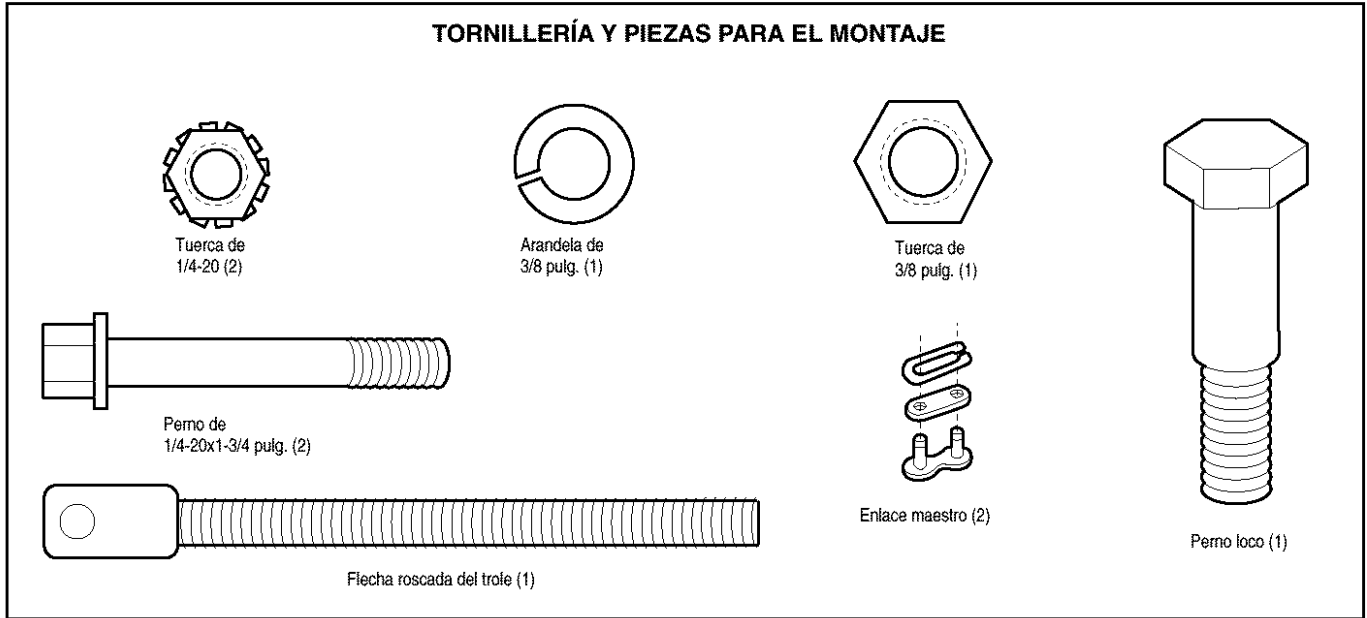 TORNILLERÍA Y PIEZAS PARA EL MONTAJE
Tuerca de
1/4-20 (2)
Arandela de
3/8 pulg. (1)
Tuerca de
3/8 pulg. (1)
Perno de
1/4-20x1-3/4 pulg. (2)
Enlace maestro (2)
Perno loco (1)
Flecha roscada del trole (1)